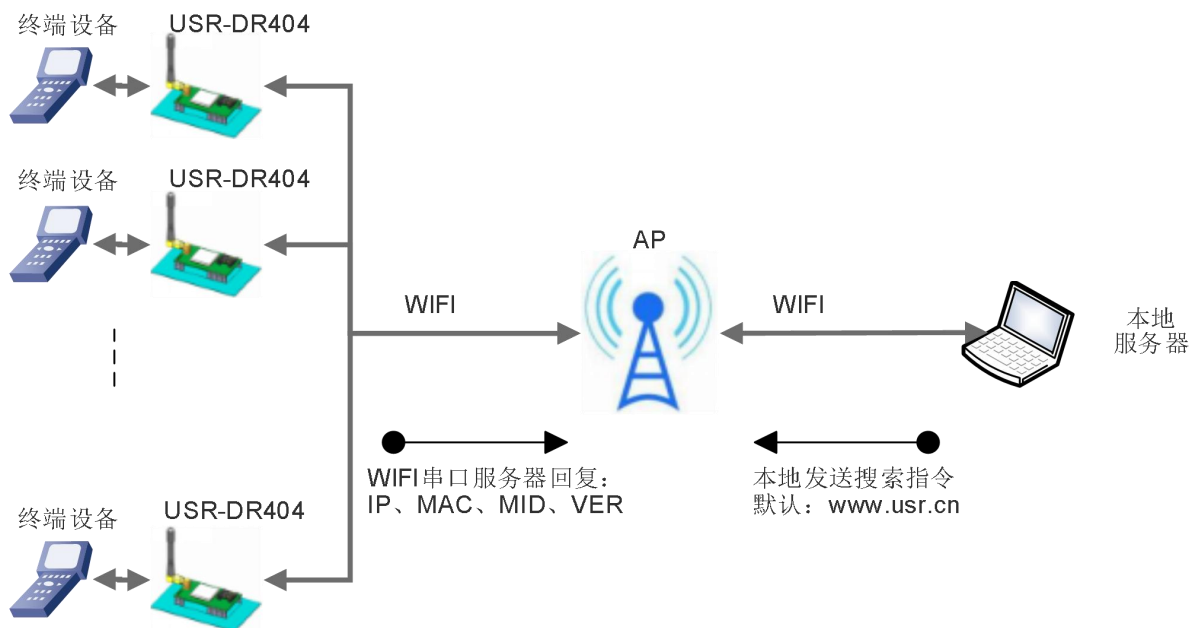 终端设备
USR-DR404
终端设备
USR-DR404
AP
WIFI
WIFI
本地
服务器
WIFI串口服务器回复：
IP、MAC、MID、VER
本地发送搜索指令
默认：www.usr.cn
终端设备
USR-DR404